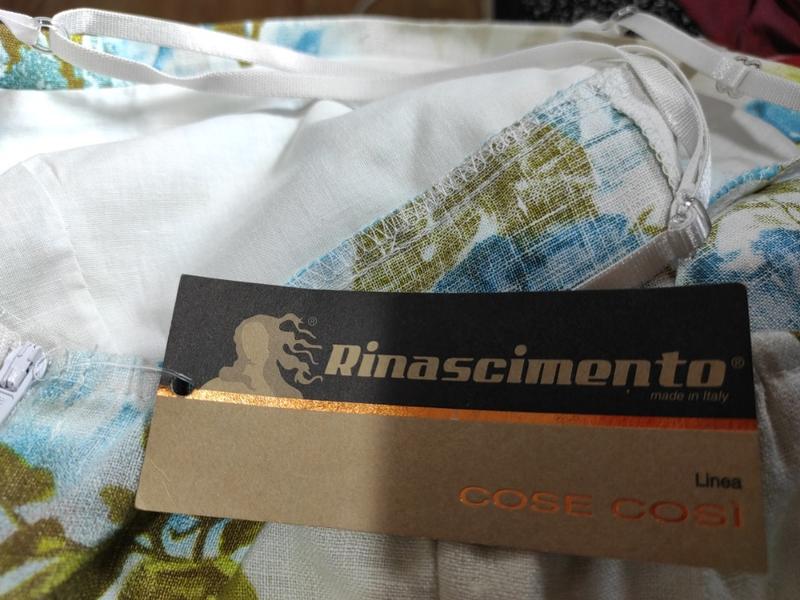 Rinascimento®
made in Italy
Linea
COSE COSÌ